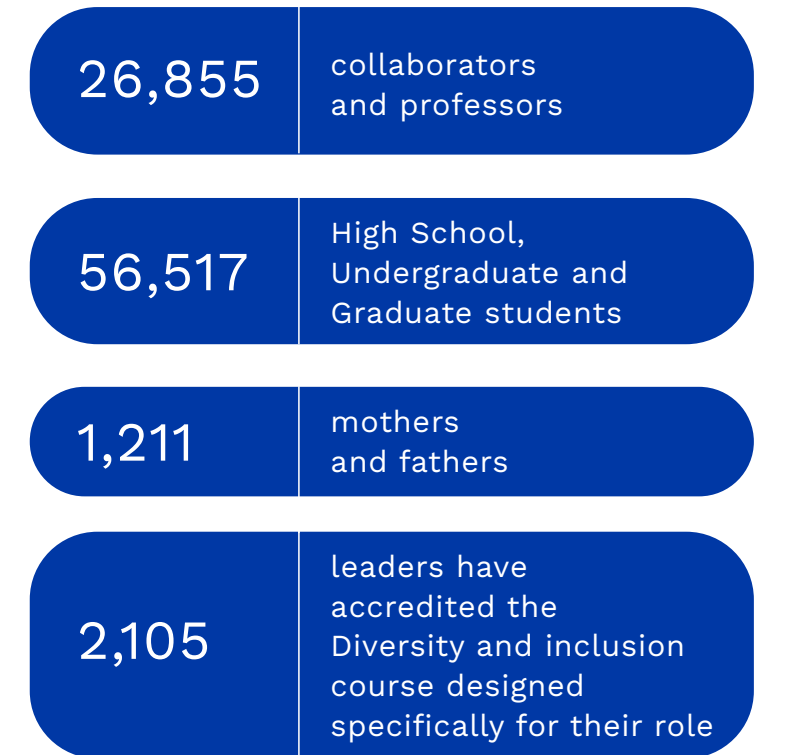 26,855
collaborators
and professors
56,517
High School,
Undergraduate and
Graduate students
1,211
mothers
and fathers
2,105
leaders have
accredited the
Diversity and inclusion
course designed
specifically for their role